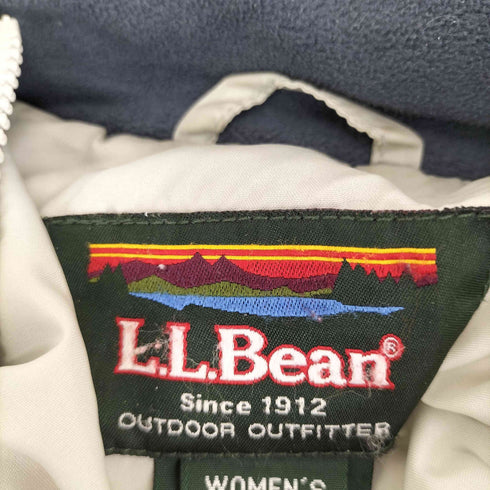 L.L.Bean®
Since 1912
OUTDOOR OUTFITTER
WOMEN'S